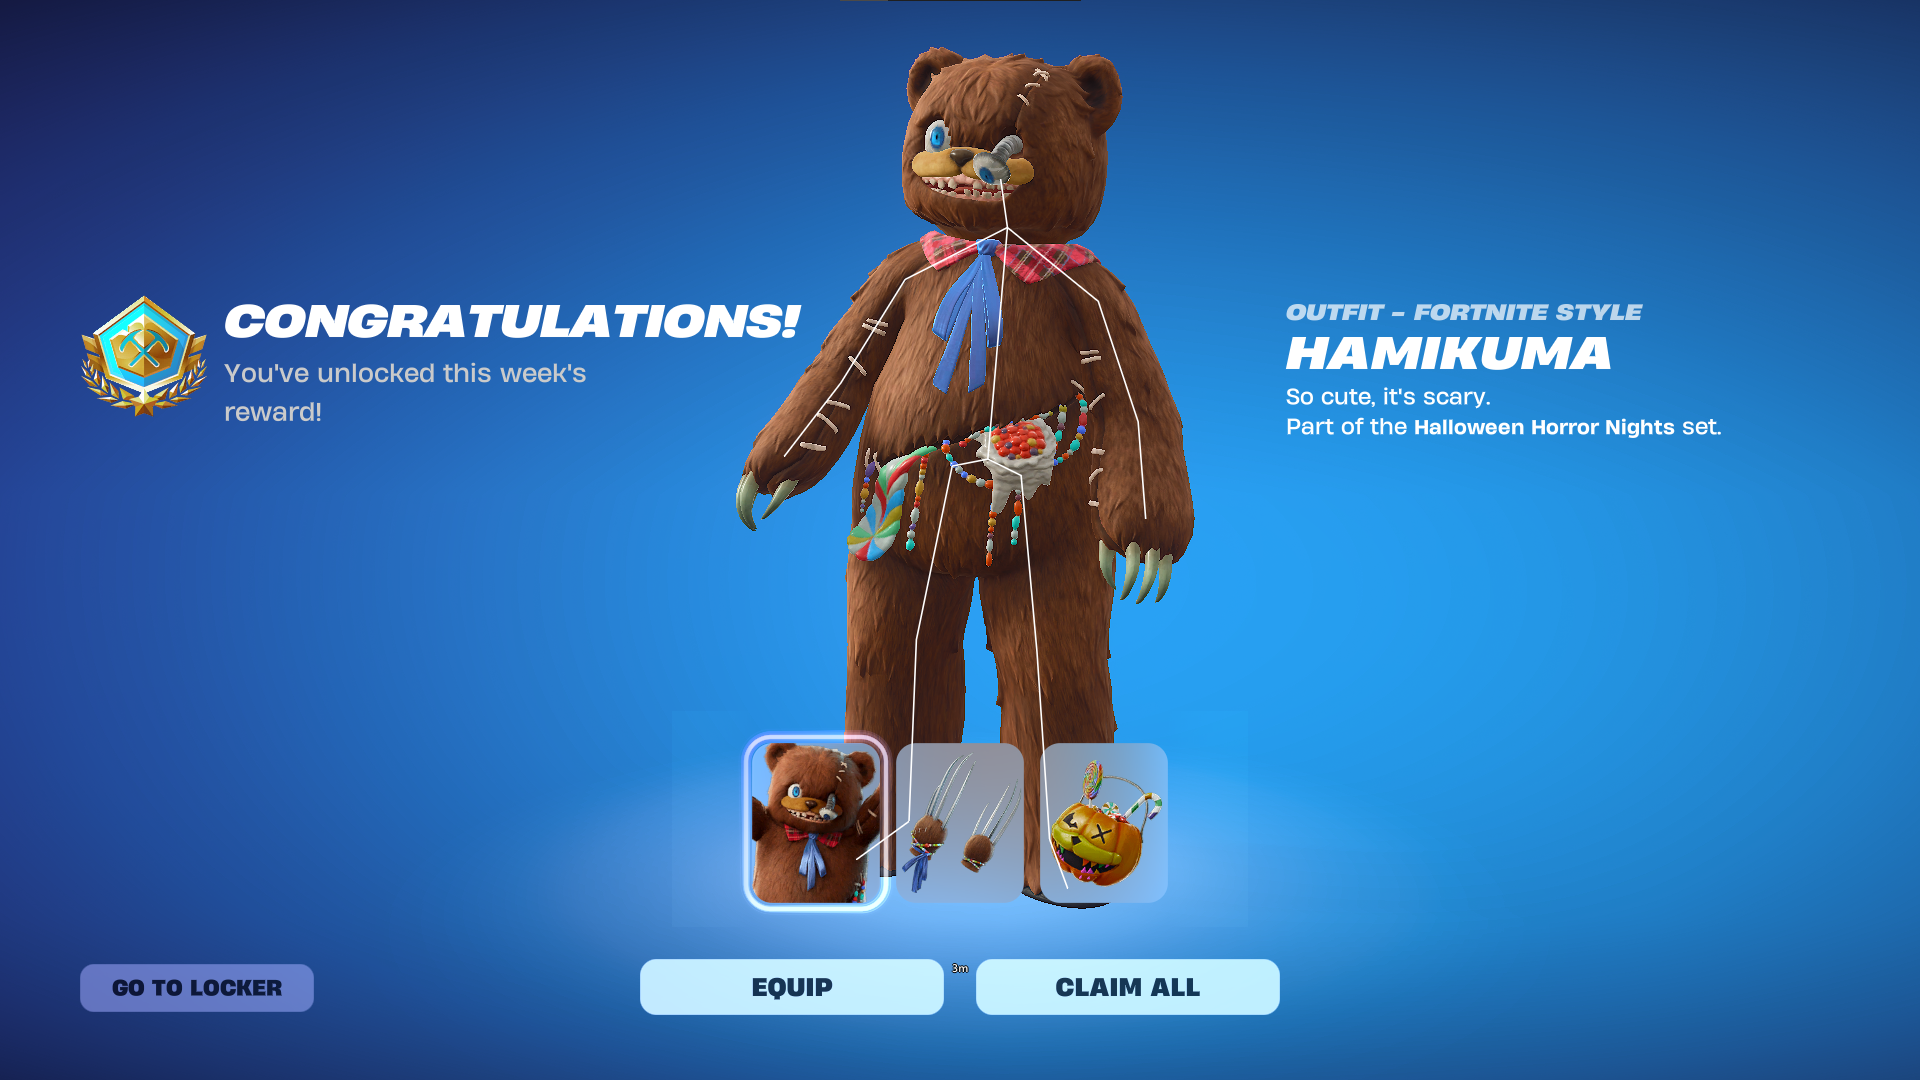 CONGRATULATIONS!
You've unlocked this week's
reward!
OUTFIT - FORTNITE STYLE
HAMIKUMA
So cute, it's scary.
Part of the Halloween Horror Nights set.
GO TO LOCKER
EQUIP
3m
CLAIM ALL